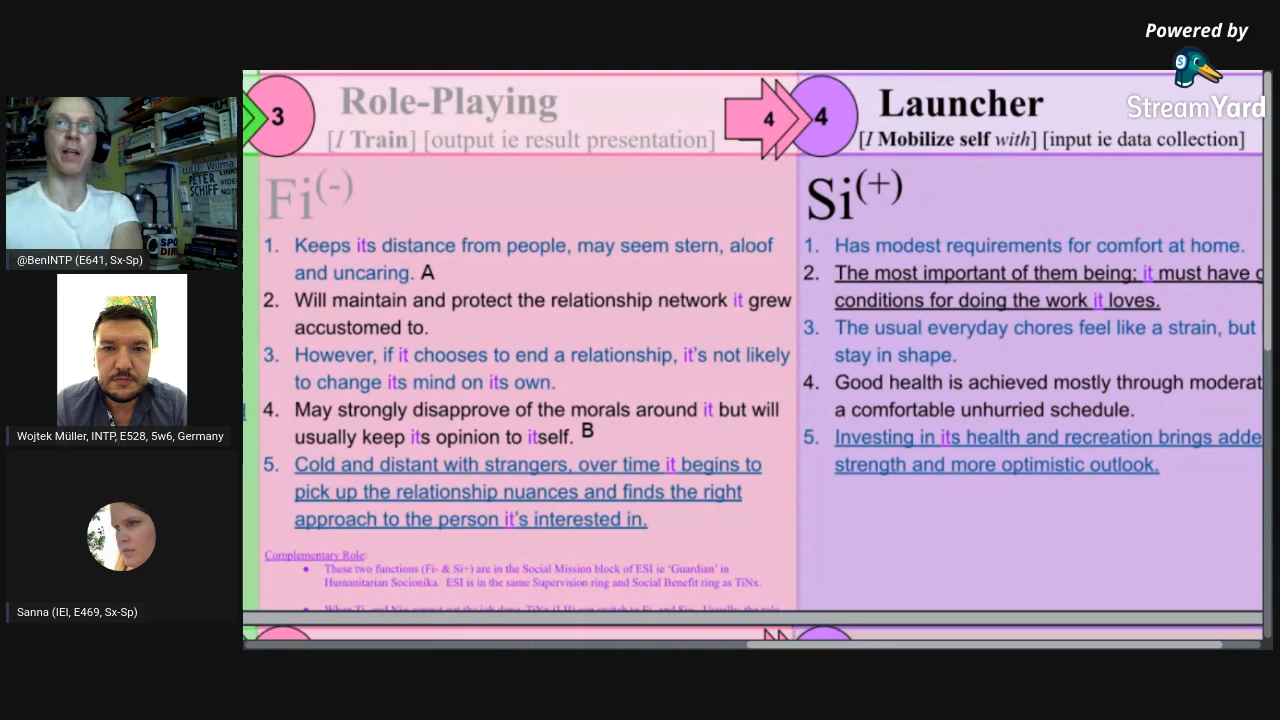 Powered by
StreamYard
3
Role-Playing
[I Train] [output ie result presentation]
4
4
Launcher
[I Mobilize self with] [input ie data collection]
Fi(-)
1. Keeps its distance from people, may seem stern, aloof
and uncaring. A
2. Will maintain and protect the relationship network it grew
accustomed to.
3. However, if it chooses to end a relationship, it's not likely
to change its mind on its own.
4. May strongly disapprove of the morals around it but will
usually keep its opinion to itself. B
5. Cold and distant with strangers, over time it begins to
pick up the relationship nuances and finds the right
approach to the person it's interested in.
Complementary Role:
• These two functions (Fi- & Si+) are in the Social Mission block of ESI ie 'Guardian' in
Humanitarian Socionika. ESI is in the same Supervision ring and Social Benefit ring as TiNx.
Si(+)
1. Has modest requirements for comfort at home.
2. The most important of them being; it must have
conditions for doing the work it loves.
3. The usual everyday chores feel like a strain, but
stay in shape.
4. Good health is achieved mostly through moderat
a comfortable unhurried schedule.
5. Investing in its health and recreation brings adde
strength and more optimistic outlook.
PETER
SCHIFF
@BenINTP (E641, Sx-Sp)
Wojtek Müller, INTP, E528, 5w6, Germany
Sanna (IEI, E469, Sx-Sp)